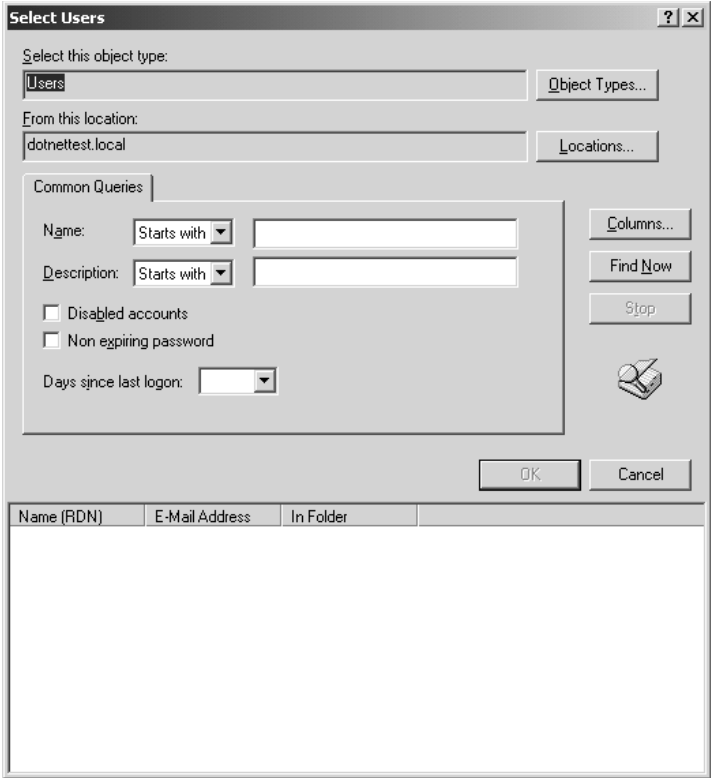 Select Users
? ×
Select this object type:
Users
Object Types...
From this location:
dotnettest.local
Locations...
Common Queries
Name: Starts with
Columns...
Description: Starts with
Find Now
Disabled accounts
Stop
Non expiring password
Days since last logon:
OK Cancel
Name (RDN) E-Mail Address In Folder